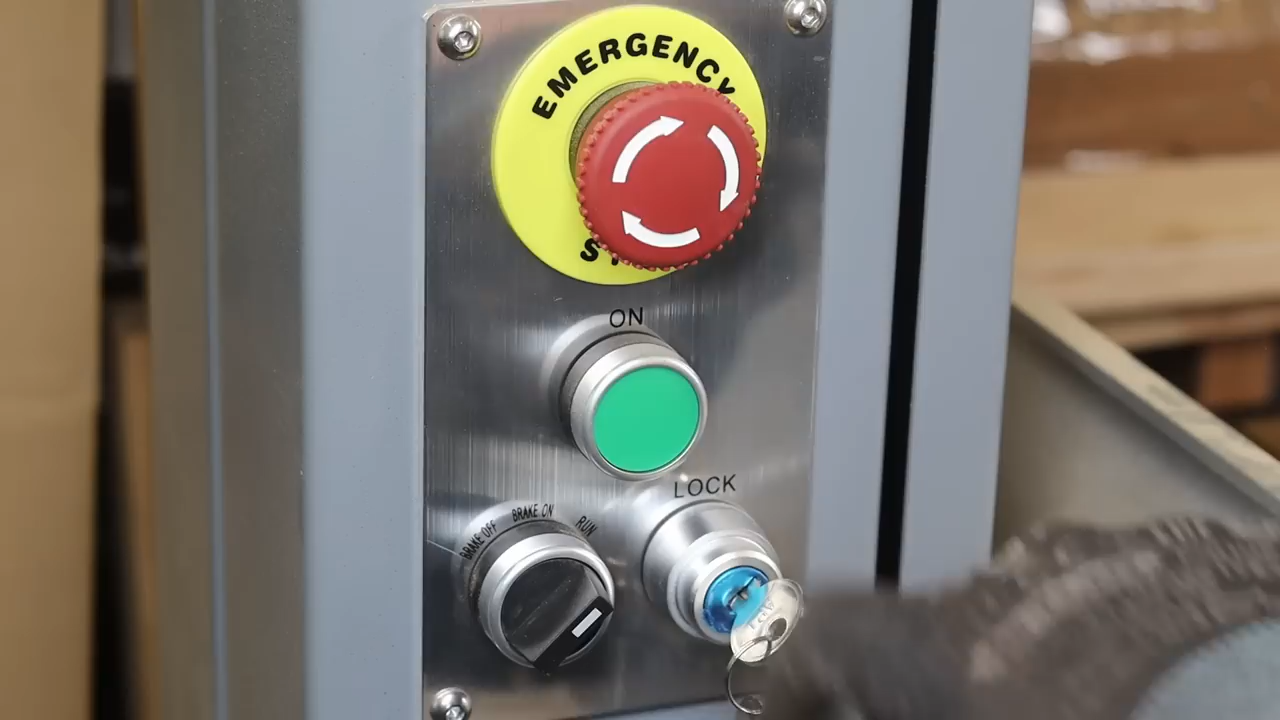 EMERGENCY
ON
LOCK
BRAKE OFF
BRAKE ON
RUN